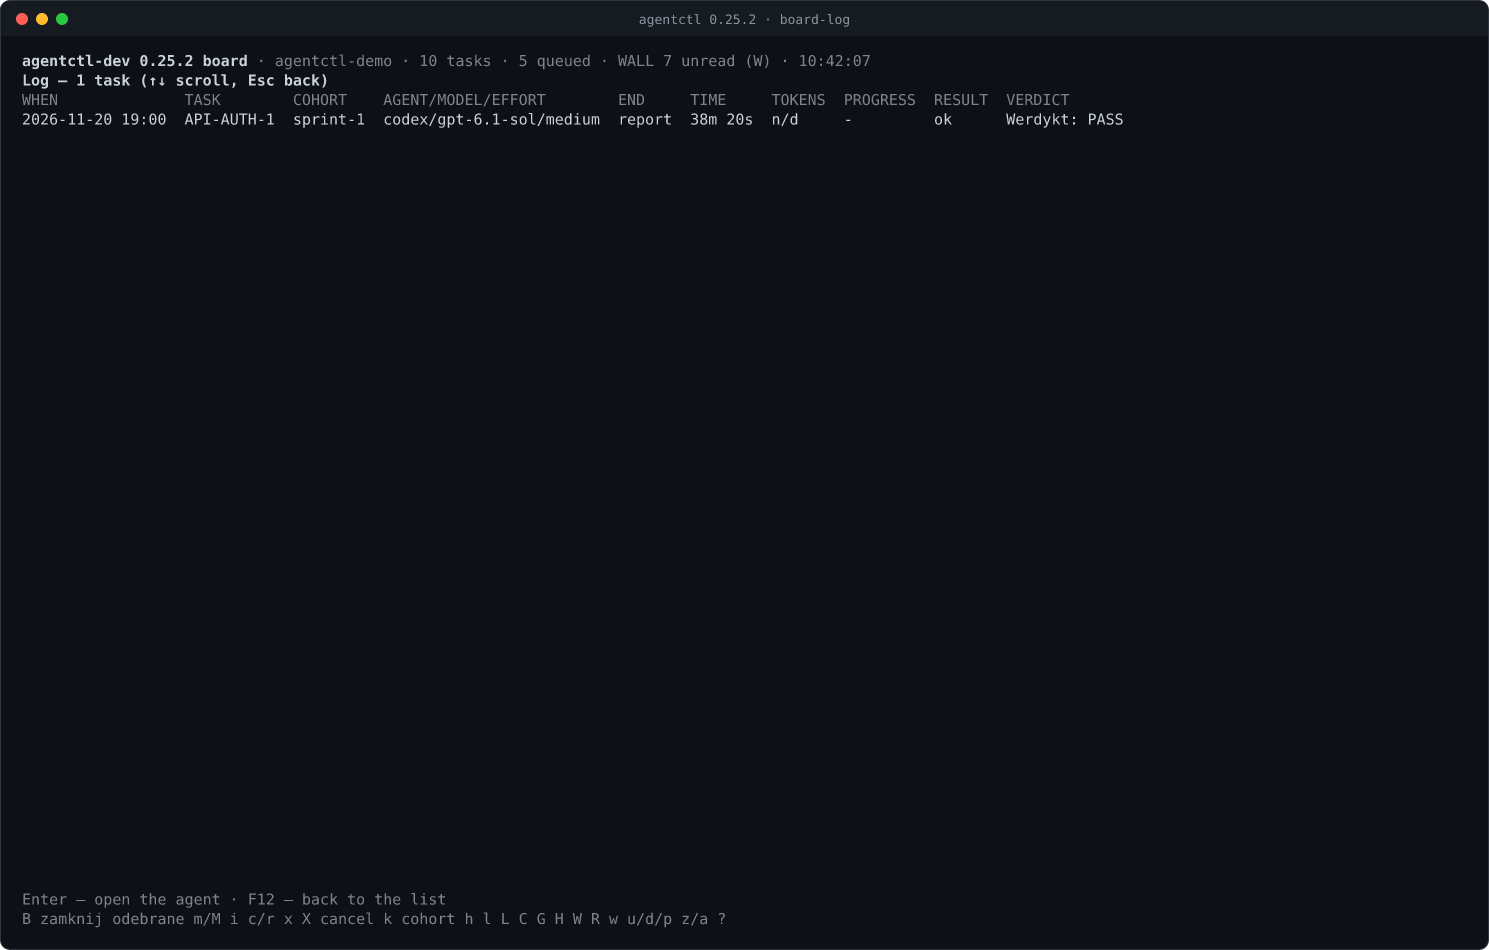 agentctl 0.25.2 · board-log
agentctl-dev 0.25.2 board · agentctl-demo · 10 tasks · 5 queued · WALL 7 unread (W) · 10:42:07
Log — 1 task (↑↓ scroll, Esc back)
WHEN TASK COHORT AGENT/MODEL/EFFORT END TIME TOKENS PROGRESS RESULT VERDICT
2026-11-20 19:00 API-AUTH-1 sprint-1 codex/gpt-6.1-sol/medium report 38m 20s n/d - ok Werdykt: PASS
Enter — open the agent · F12 — back to the list
B zamknij odebrane m/M i c/r x X cancel k cohort h l L C G H W R w u/d/p z/a ?